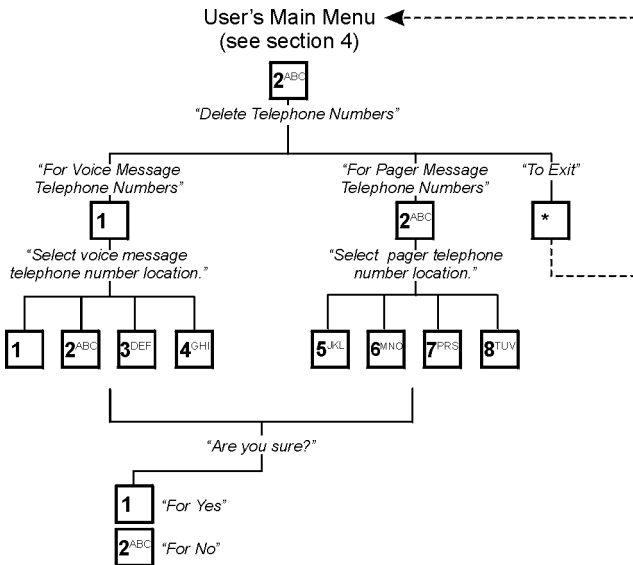 User's Main Menu
(see section 4)
2ABC
“Delete Telephone Numbers”
“For Voice Message
Telephone Numbers”
“For Pager Message
Telephone Numbers”
“To Exit”
1
2ABC
*
“Select voice message
telephone number location.”
“Select pager telephone
number location.”
1
2ABC
3DEF
4GHI
5JKL
6MNO
7PRS
8TUV
“Are you sure?”
1
“For Yes”
2ABC
“For No”